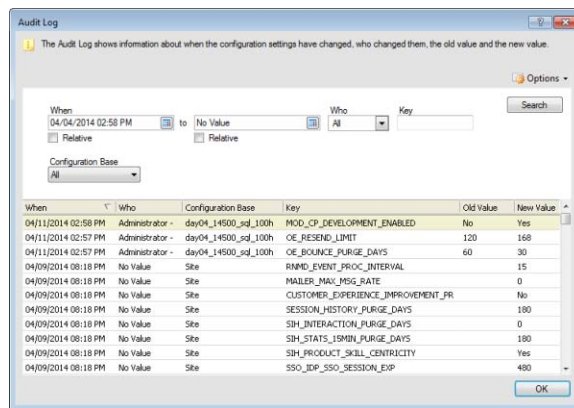 Audit Log
The Audit Log shows information about when the configuration settings have changed, who changed them, the old value and the new value.
Options
When Who Key Search
04/04/2014 02:58 PM to No Value All
Relative Relative
Configuration Base
All
When Who Configuration Base Key Old Value New Value
04/11/2014 02:58 PM Administrator - day04_14500_sql_100h MOD_CP_DEVELOPMENT_ENABLED No Yes
04/11/2014 02:57 PM Administrator - day04_14500_sql_100h OE_RESEND_LIMIT 120 168
04/11/2014 02:57 PM Administrator - day04_14500_sql_100h OE_BOUNCE_PURGE_DAYS 60 30
04/09/2014 08:18 PM No Value Site RNMD_EVENT_PROC_INTERVAL 15
04/09/2014 08:18 PM No Value Site MAILER_MAX_MSG_RATE 0
04/09/2014 08:18 PM No Value Site CUSTOMER_EXPERIENCE_IMPROVEMENT_PR No
04/09/2014 08:18 PM No Value Site SESSION_HISTORY_PURGE_DAYS 180
04/09/2014 08:18 PM No Value Site SIH_INTERACTION_PURGE_DAYS 0
04/09/2014 08:18 PM No Value Site SIH_STATS_15MIN_PURGE_DAYS 180
04/09/2014 08:18 PM No Value Site SIH_PRODUCT_SKILL_CENTRICITY Yes
04/09/2014 08:18 PM No Value Site SSO_IDP_SSO_SESSION_EXP 480
OK